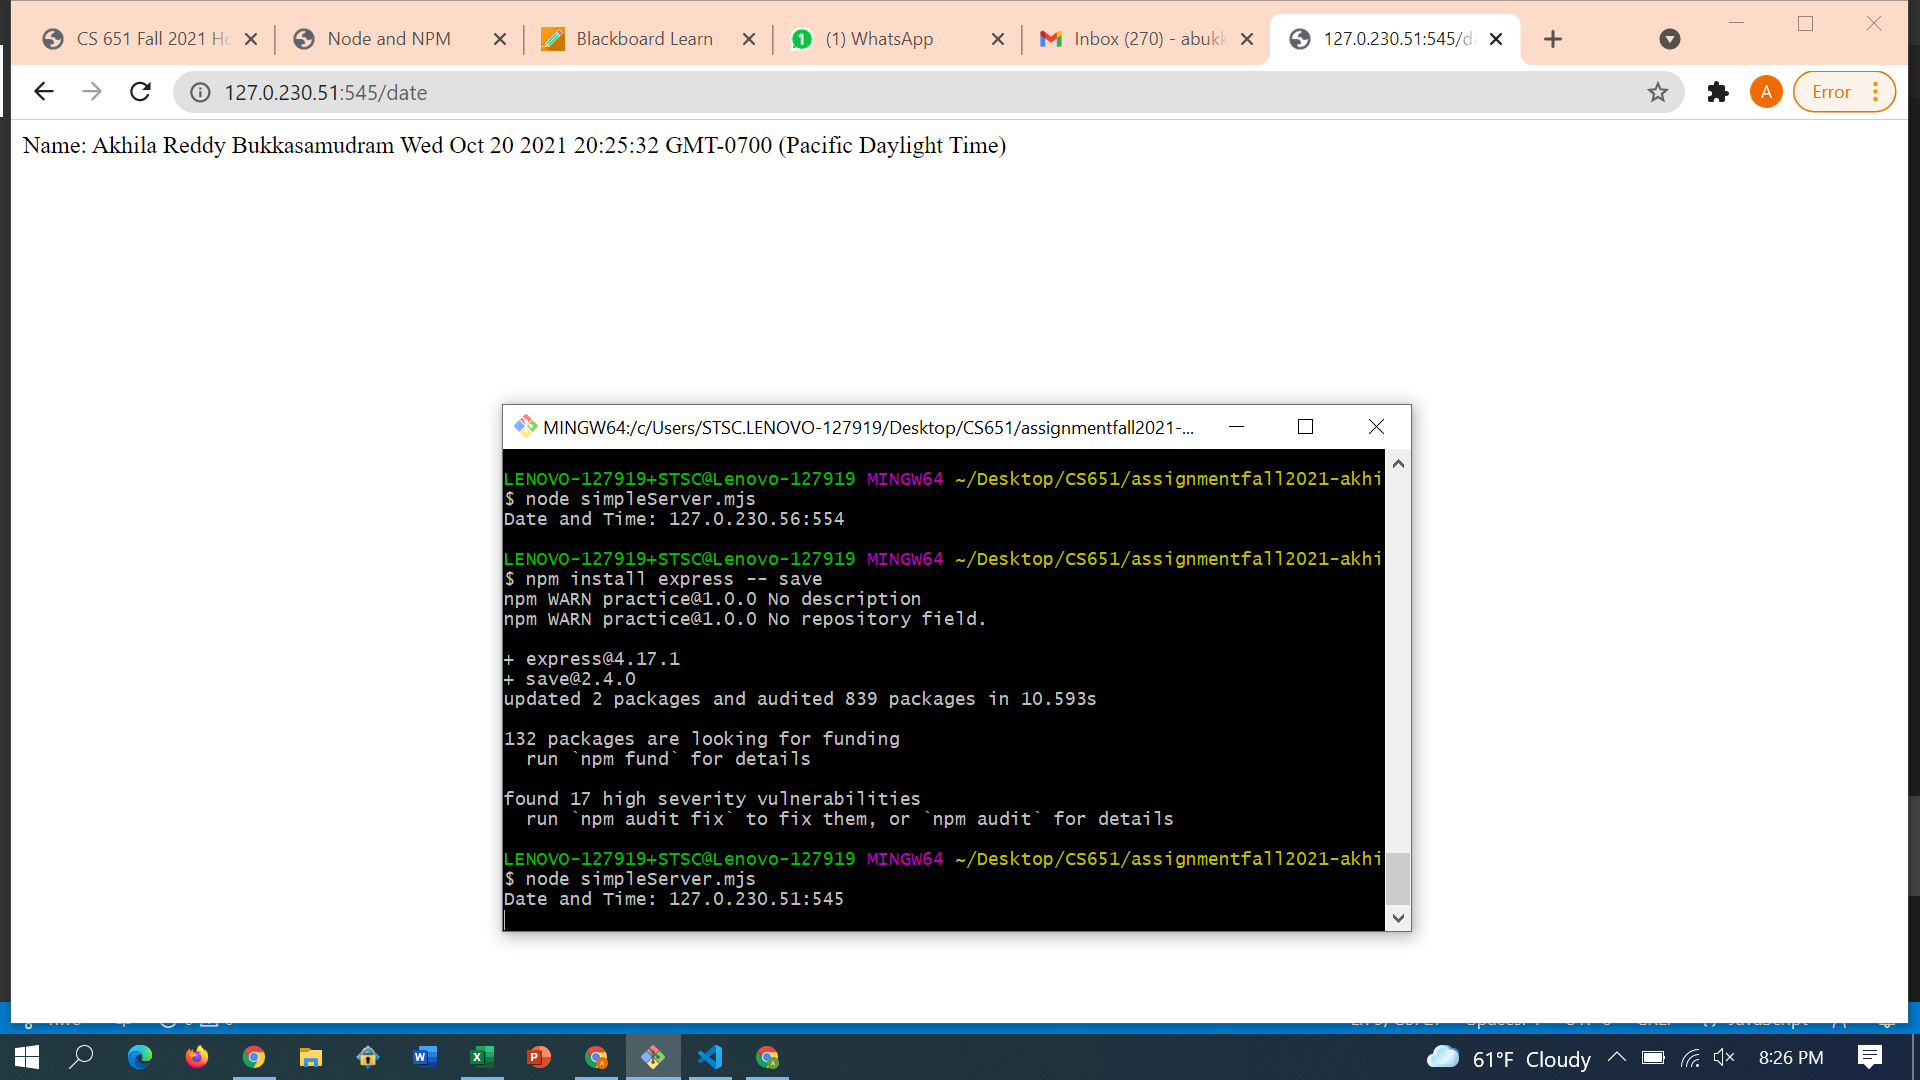 CS 651 Fall 2021 Ho
Node and NPM
Blackboard Learn
(1) WhatsApp
Inbox (270) - abukk
127.0.230.51:545/da
127.0.230.51:545/date
A
Error
Name: Akhila Reddy Bukkasamudram Wed Oct 20 2021 20:25:32 GMT-0700 (Pacific Daylight Time)
MINGW64:/c/Users/STSC.LENOVO-127919/Desktop/CS651/assignmentfall2021-...
LENOVO-127919+STSC@Lenovo-127919 MINGW64 ~/Desktop/CS651/assignmentfall2021-akhi
$ node simpleServer.mjs
Date and Time: 127.0.230.56:554
LENOVO-127919+STSC@Lenovo-127919 MINGW64 ~/Desktop/CS651/assignmentfall2021-akhi
$ npm install express -- save
npm WARN practice@1.0.0 No description
npm WARN practice@1.0.0 No repository field.
+ express@4.17.1
+ save@2.4.0
updated 2 packages and audited 839 packages in 10.593s
132 packages are looking for funding
run `npm fund` for details
found 17 high severity vulnerabilities
run `npm audit fix` to fix them, or `npm audit` for details
LENOVO-127919+STSC@Lenovo-127919 MINGW64 ~/Desktop/CS651/assignmentfall2021-akhi
$ node simpleServer.mjs
Date and Time: 127.0.230.51:545
61°F Cloudy
8:26 PM